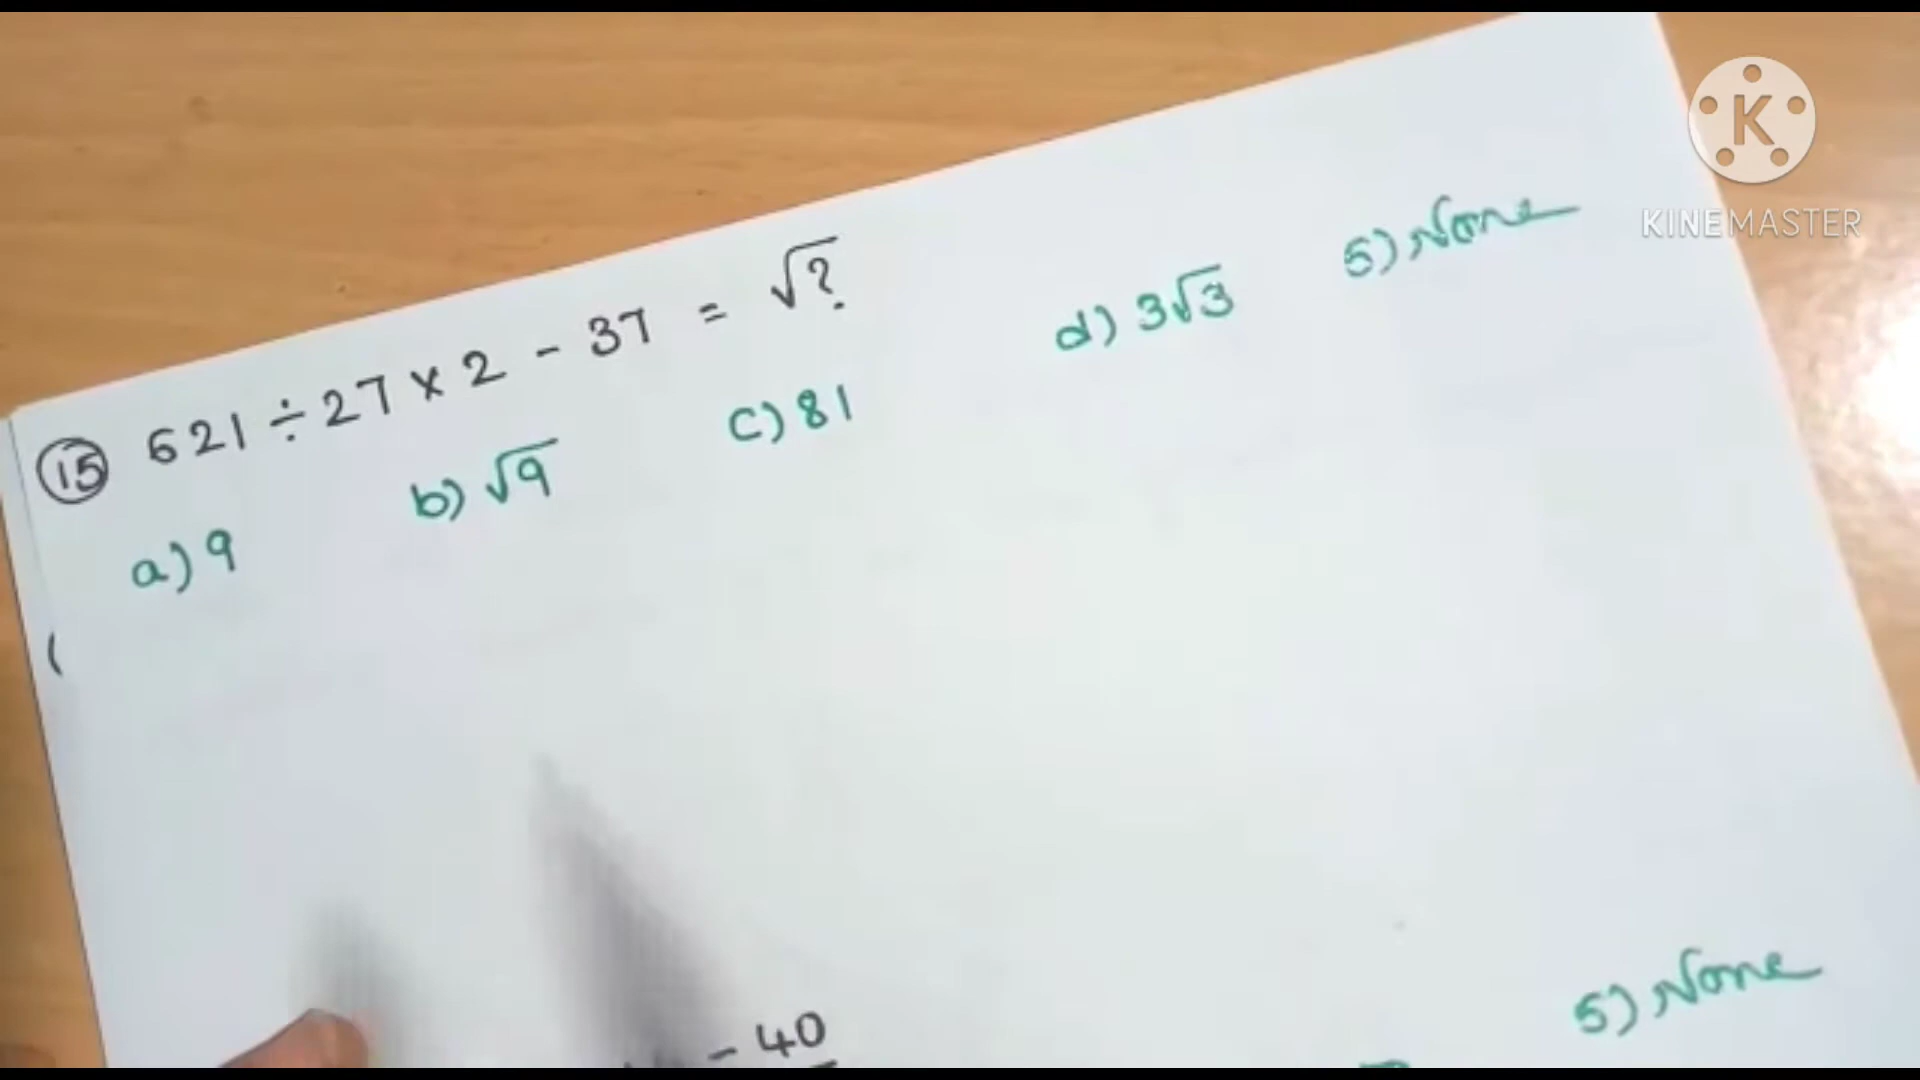 K
KINEMASTER
15 621 ÷ 27 × 2 - 37 = √?
a) 9 b) √9 c) 81 d) 3√3 5) None
(
- 40
5) None